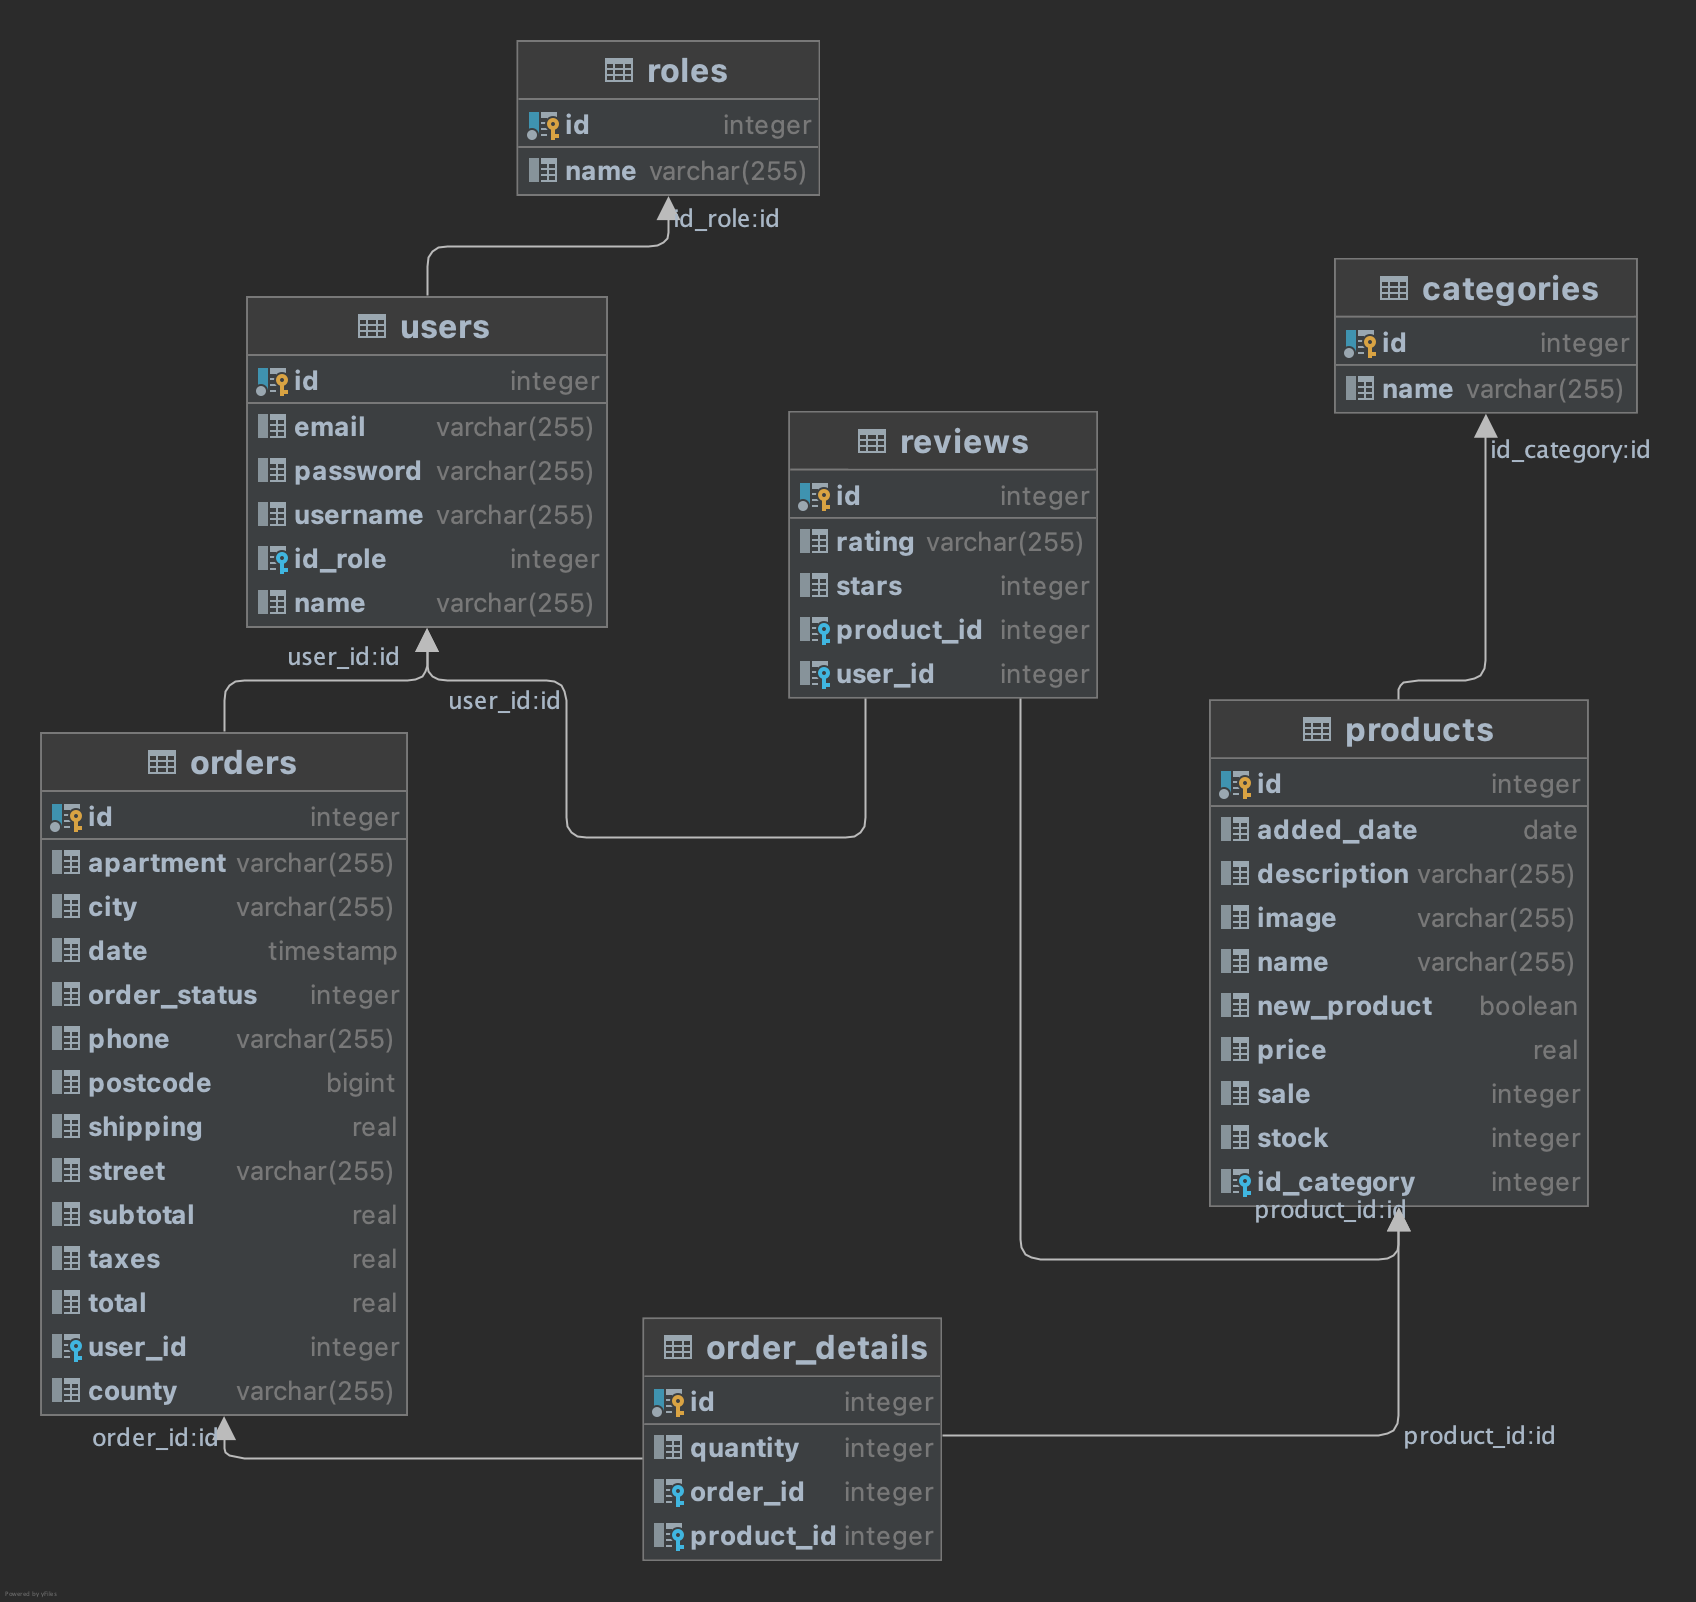 roles
id integer
name varchar(255)
id_role:id
users
id integer
email varchar(255)
password varchar(255)
username varchar(255)
id_role integer
name varchar(255)
user_id:id
user_id:id
categories
id integer
name varchar(255)
id_category:id
reviews
id integer
rating varchar(255)
stars integer
product_id integer
user_id integer
orders
id integer
apartment varchar(255)
city varchar(255)
date timestamp
order_status integer
phone varchar(255)
postcode bigint
shipping real
street varchar(255)
subtotal real
taxes real
total real
user_id integer
county varchar(255)
order_id:id
products
id integer
added_date date
description varchar(255)
image varchar(255)
name varchar(255)
new_product boolean
price real
sale integer
stock integer
id_category integer
product_id:id
order_details
id integer
quantity integer
order_id integer
product_id integer
product_id:id
Powered by yFiles